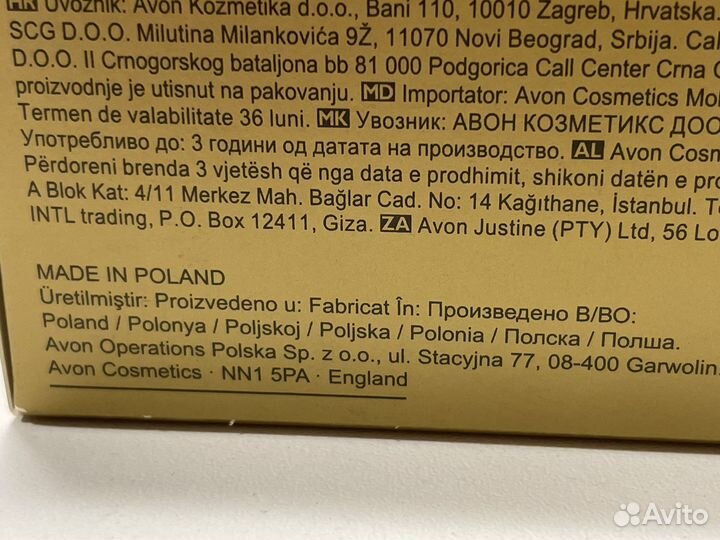 HR Uvoznik: Avon Kozmetika d.o.o., Bani 110, 10010 Zagreb, Hrvatska.
SCG D.O.O. Milutina Milankovića 9Ž, 11070 Novi Beograd, Srbija.
D.O.O. II Crnogorskog bataljona bb 81 000 Podgorica Call Center Crna
proizvodnje je utisnut na pakovanju. MD Importator: Avon Cosmetics
Termen de valabilitate 36 luni. MK Увозник: АВОН КОЗМЕТИКС ДОО
Употребливо до: 3 години од датата на производство. AL Avon
Përdoreni brenda 3 vjetësh që nga data e prodhimit, shikoni datën e
A Blok Kat: 4/11 Merkez Mah. Bağlar Cad. No: 14 Kağıthane, İstanbul.
INTL trading, P.O. Box 12411, Giza. ZA Avon Justine (PTY) Ltd, 56
MADE IN POLAND
Üretilmiştir: Proizvedeno u: Fabricat În: Произведено В/ВО:
Poland / Polonya / Poljskoj / Poljska / Polonia / Полска / Полша.
Avon Operations Polska Sp. z o.o., ul. Stacyjna 77, 08-400 Garwolin.
Avon Cosmetics · NN1 5PA · England
Avito